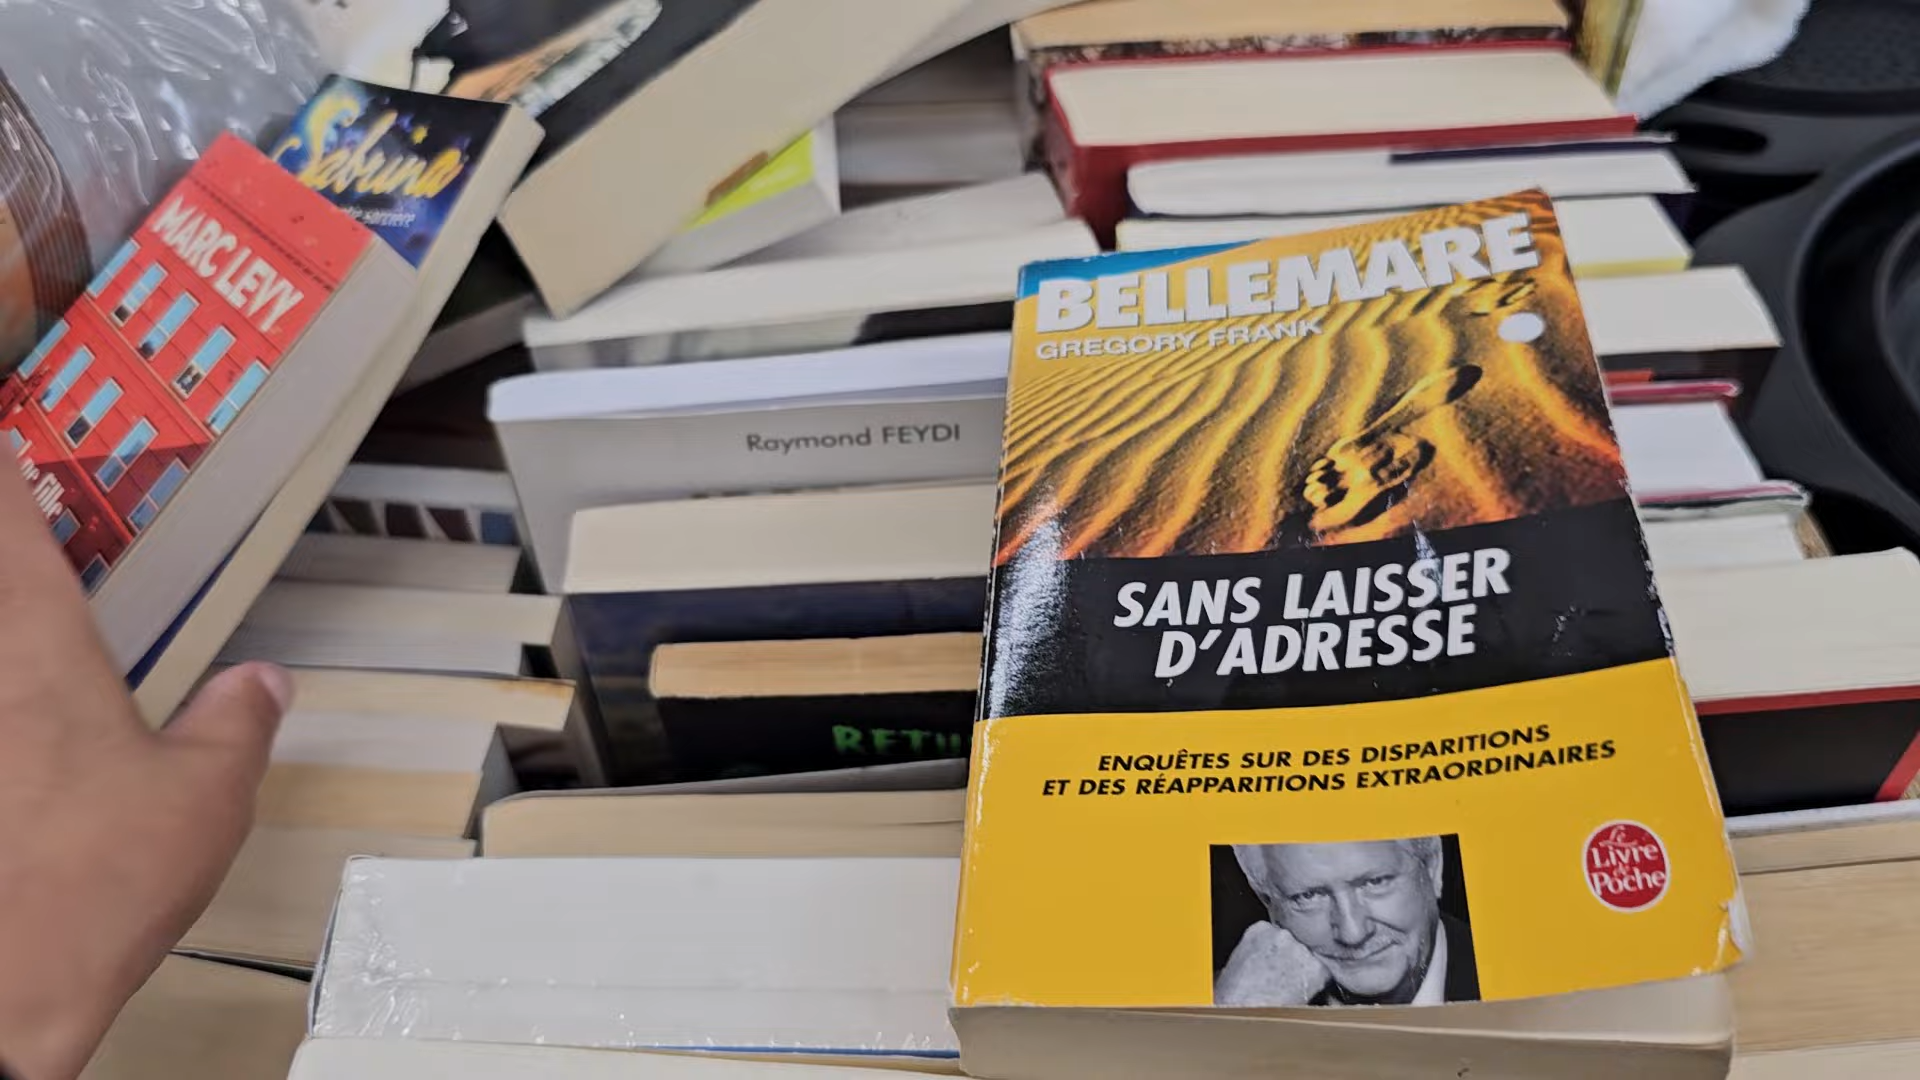 Sabrina
MARC LEVY
Raymond FEYDI
RETU
BELLEMARE
GREGORY FRANK
SANS LAISSER
D'ADRESSE
ENQUÊTES SUR DES DISPARITIONS
ET DES RÉAPPARITIONS EXTRAORDINAIRES
Le
Livre
de
Poche